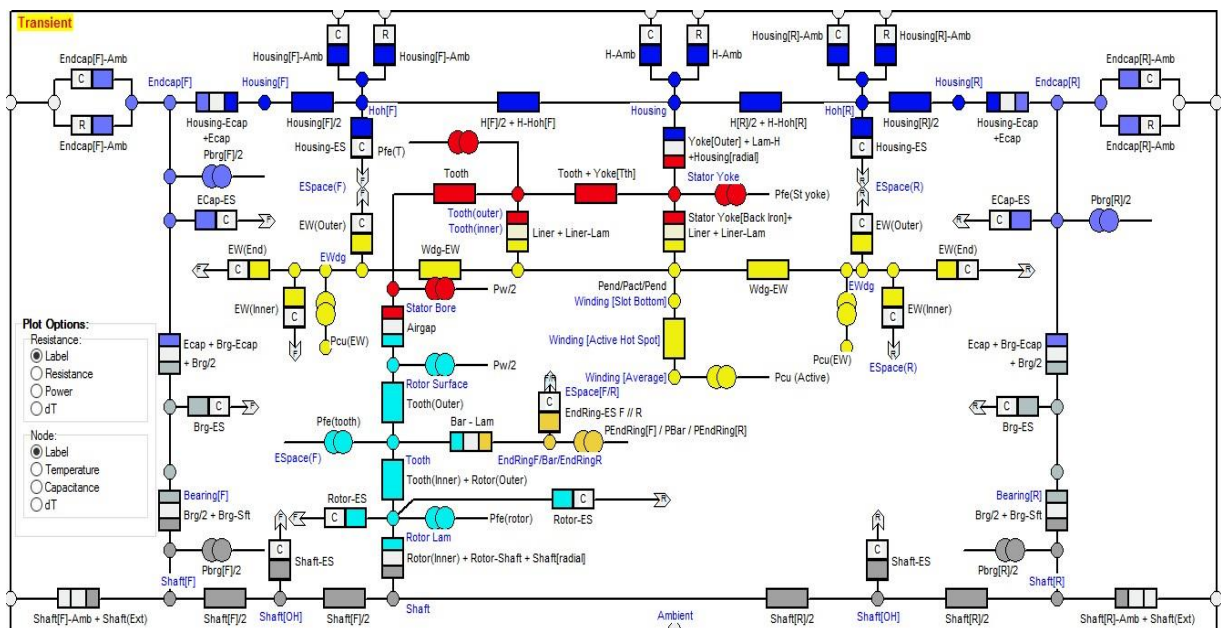 Transient
C
R
C
R
C
R
Housing[F]-Amb
Housing[F]-Amb
H-Amb
H-Amb
Housing[R]-Amb
Housing[R]-Amb
Endcap[F]-Amb
C
R
Endcap[F]-Amb
Endcap[F]
Housing-Ecap
+Ecap
Housing[F]
Housing[F]/2
Hoh[F]
H[F]/2 + H-Hoh[F]
Housing
H[R]/2 + H-Hoh[R]
Hoh[R]
Housing[R]/2
Housing[R]
Housing-Ecap
+Ecap
Endcap[R]
Endcap[R]-Amb
C
R
Endcap[R]-Amb
Pbrg[F]/2
Housing-ES
C
F
F
ESpace(F)
Pfe(T)
Yoke[Outer] + Lam-H
+Housing[radial]
Stator Yoke
Housing-ES
C
R
R
ESpace(R)
Tooth
Tooth + Yoke[Tth]
Pfe(St yoke)
ECap-ES
C
F
EW(Outer)
C
Tooth(outer)
Tooth(inner)
Liner + Liner-Lam
Stator Yoke[Back Iron]+
Liner + Liner-Lam
C
EW(Outer)
ECap-ES
R
C
Pbrg[R]/2
EW(End)
F
C
EWdg
Wdg-EW
Pend/Pact/Pend
Wdg-EW
EWdg
EW(End)
C
R
EW(Inner)
C
F
Pcu(EW)
Stator Bore
Pw/2
Winding [Slot Bottom]
EW(Inner)
C
R
ESpace(R)
Pcu(EW)
Airgap
Winding [Active Hot Spot]
Plot Options:
Resistance:
Label
Resistance
Power
dT
Node:
Label
Temperature
Capacitance
dT
Ecap + Brg-Ecap
+ Brg/2
Rotor Surface
Pw/2
Winding [Average]
Pcu (Active)
Ecap + Brg-Ecap
+ Brg/2
Tooth(Outer)
F/R
ESpace[F/R]
C
EndRing-ES F // R
Brg-ES
C
F
Brg-ES
R
C
Pfe(tooth)
ESpace(F)
Bar - Lam
PEndRing[F] / PBar / PEndRing[R]
EndRingF/Bar/EndRingR
Tooth
Tooth(Inner) + Rotor(Outer)
Bearing[F]
Brg/2 + Brg-Sft
Rotor-ES
F
C
Pfe(rotor)
C
R
Rotor-ES
Bearing[R]
Brg/2 + Brg-Sft
Rotor Lam
F
C
Shaft-ES
Rotor(Inner) + Rotor-Shaft + Shaft[radial]
R
C
Shaft-ES
Pbrg[F]/2
Pbrg[R]/2
Shaft[F]
Shaft[R]
Shaft[F]-Amb + Shaft(Ext)
Shaft[F]/2
Shaft[OH]
Shaft[F]/2
Shaft
Ambient
Shaft[R]/2
Shaft[OH]
Shaft[R]/2
Shaft[R]-Amb + Shaft(Ext)